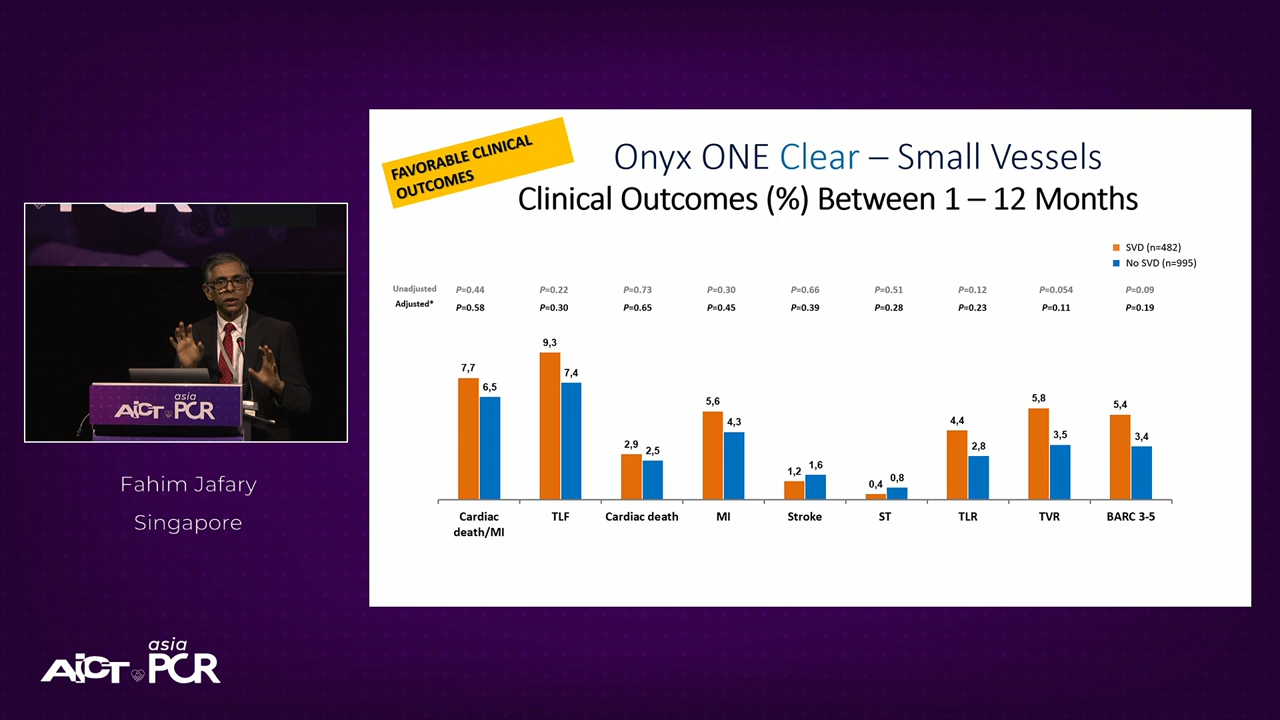 FAVORABLE CLINICAL
OUTCOMES
Onyx ONE Clear – Small Vessels
Clinical Outcomes (%) Between 1 – 12 Months
SVD (n=482)
No SVD (n=995)
Unadjusted P=0.44 P=0.22 P=0.73 P=0.30 P=0.66 P=0.51 P=0.12 P=0.054 P=0.09
Adjusted* P=0.58 P=0.30 P=0.65 P=0.45 P=0.39 P=0.28 P=0.23 P=0.11 P=0.19
7,7 6,5 9,3 7,4 2,9 2,5 5,6 4,3 1,2 1,6 0,4 0,8 4,4 2,8 5,8 3,5 5,4 3,4
Cardiac TLF Cardiac death MI Stroke ST TLR TVR BARC 3-5
death/MI
PCR
asia
AICT PCR
Fahim Jafary
Singapore
asia
AICT PCR